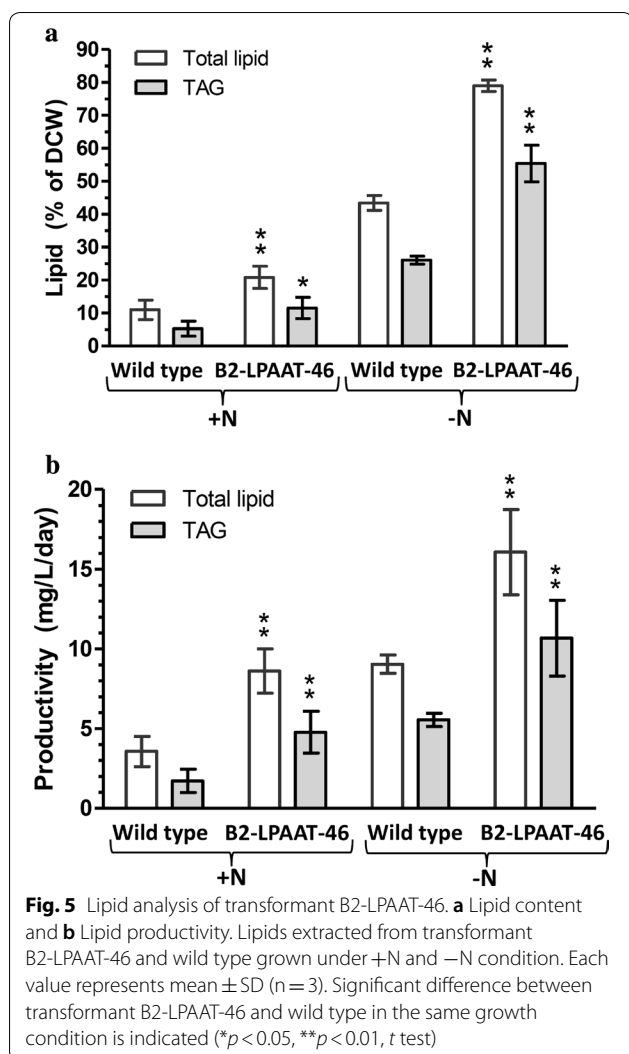 a
90
80
70
60
50
40
30
20
10
0
Lipid (% of DCW)
Total lipid
TAG
**
*
**
**
Wild type B2-LPAAT-46 Wild type B2-LPAAT-46
+N -N
b
20
15
10
5
0
Productivity (mg/L/day)
Total lipid
TAG
**
**
**
**
Wild type B2-LPAAT-46 Wild type B2-LPAAT-46
+N -N
Fig. 5 Lipid analysis of transformant B2-LPAAT-46. a Lipid content
and b Lipid productivity. Lipids extracted from transformant
B2-LPAAT-46 and wild type grown under +N and −N condition. Each
value represents mean ± SD (n = 3). Significant difference between
transformant B2-LPAAT-46 and wild type in the same growth
condition is indicated (*p < 0.05, **p < 0.01, t test)